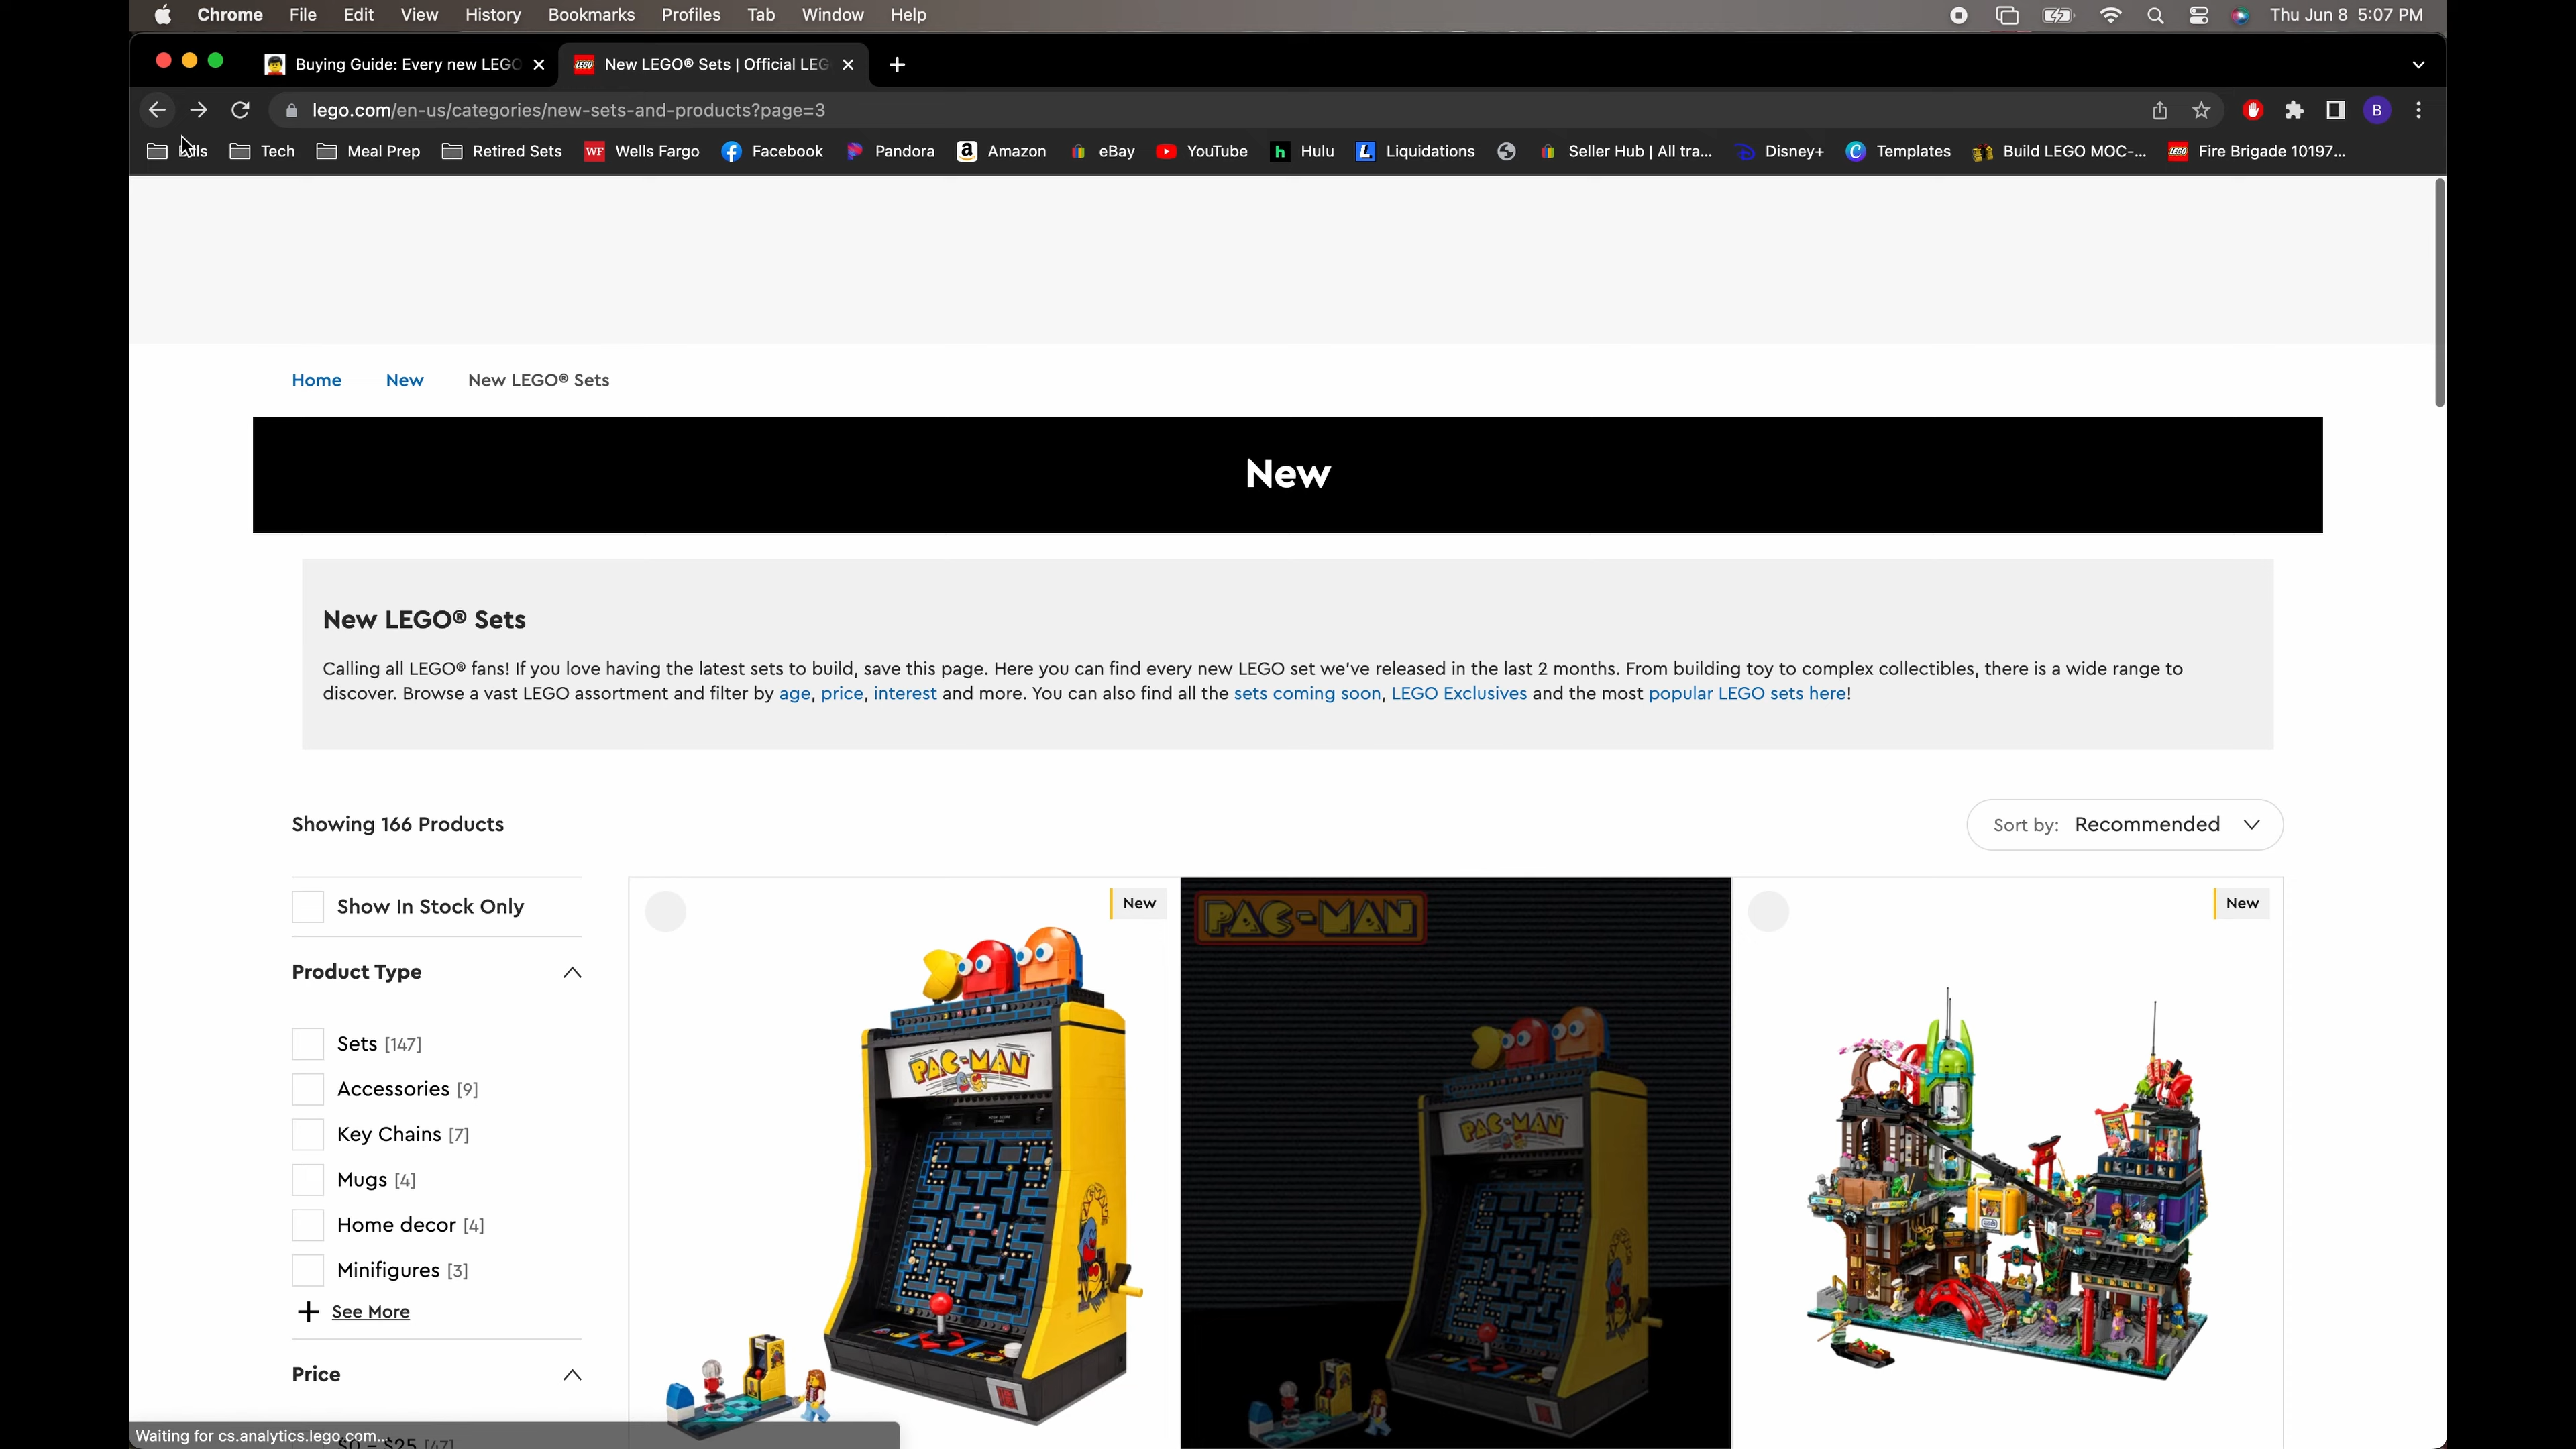 Chrome File Edit View History Bookmarks Profiles Tab Window Help Thu Jun 8 5:07 PM
Buying Guide: Every new LEGO LEGO New LEGO® Sets | Official LEG
lego.com/en-us/categories/new-sets-and-products?page=3 B
Tech Meal Prep Retired Sets WF Wells Fargo Facebook Pandora a Amazon eBay YouTube h Hulu L Liquidations Seller Hub | All tra... Disney+ C Templates Build LEGO MOC-... LEGO Fire Brigade 10197...
Home New New LEGO® Sets
New
New LEGO® Sets
Calling all LEGO® fans! If you love having the latest sets to build, save this page. Here you can find every new LEGO set we've released in the last 2 months. From building toy to complex collectibles, there is a wide range to
discover. Browse a vast LEGO assortment and filter by age, price, interest and more. You can also find all the sets coming soon, LEGO Exclusives and the most popular LEGO sets here!
Showing 166 Products
Sort by: Recommended
Show In Stock Only
New
PAC-MAN
New
Product Type
Sets [147]
Accessories [9]
Key Chains [7]
Mugs [4]
Home decor [4]
Minifigures [3]
See More
Price
PAC-MAN
PAC-MAN
Waiting for cs.analytics.lego.com...
$0 - $25 [47]